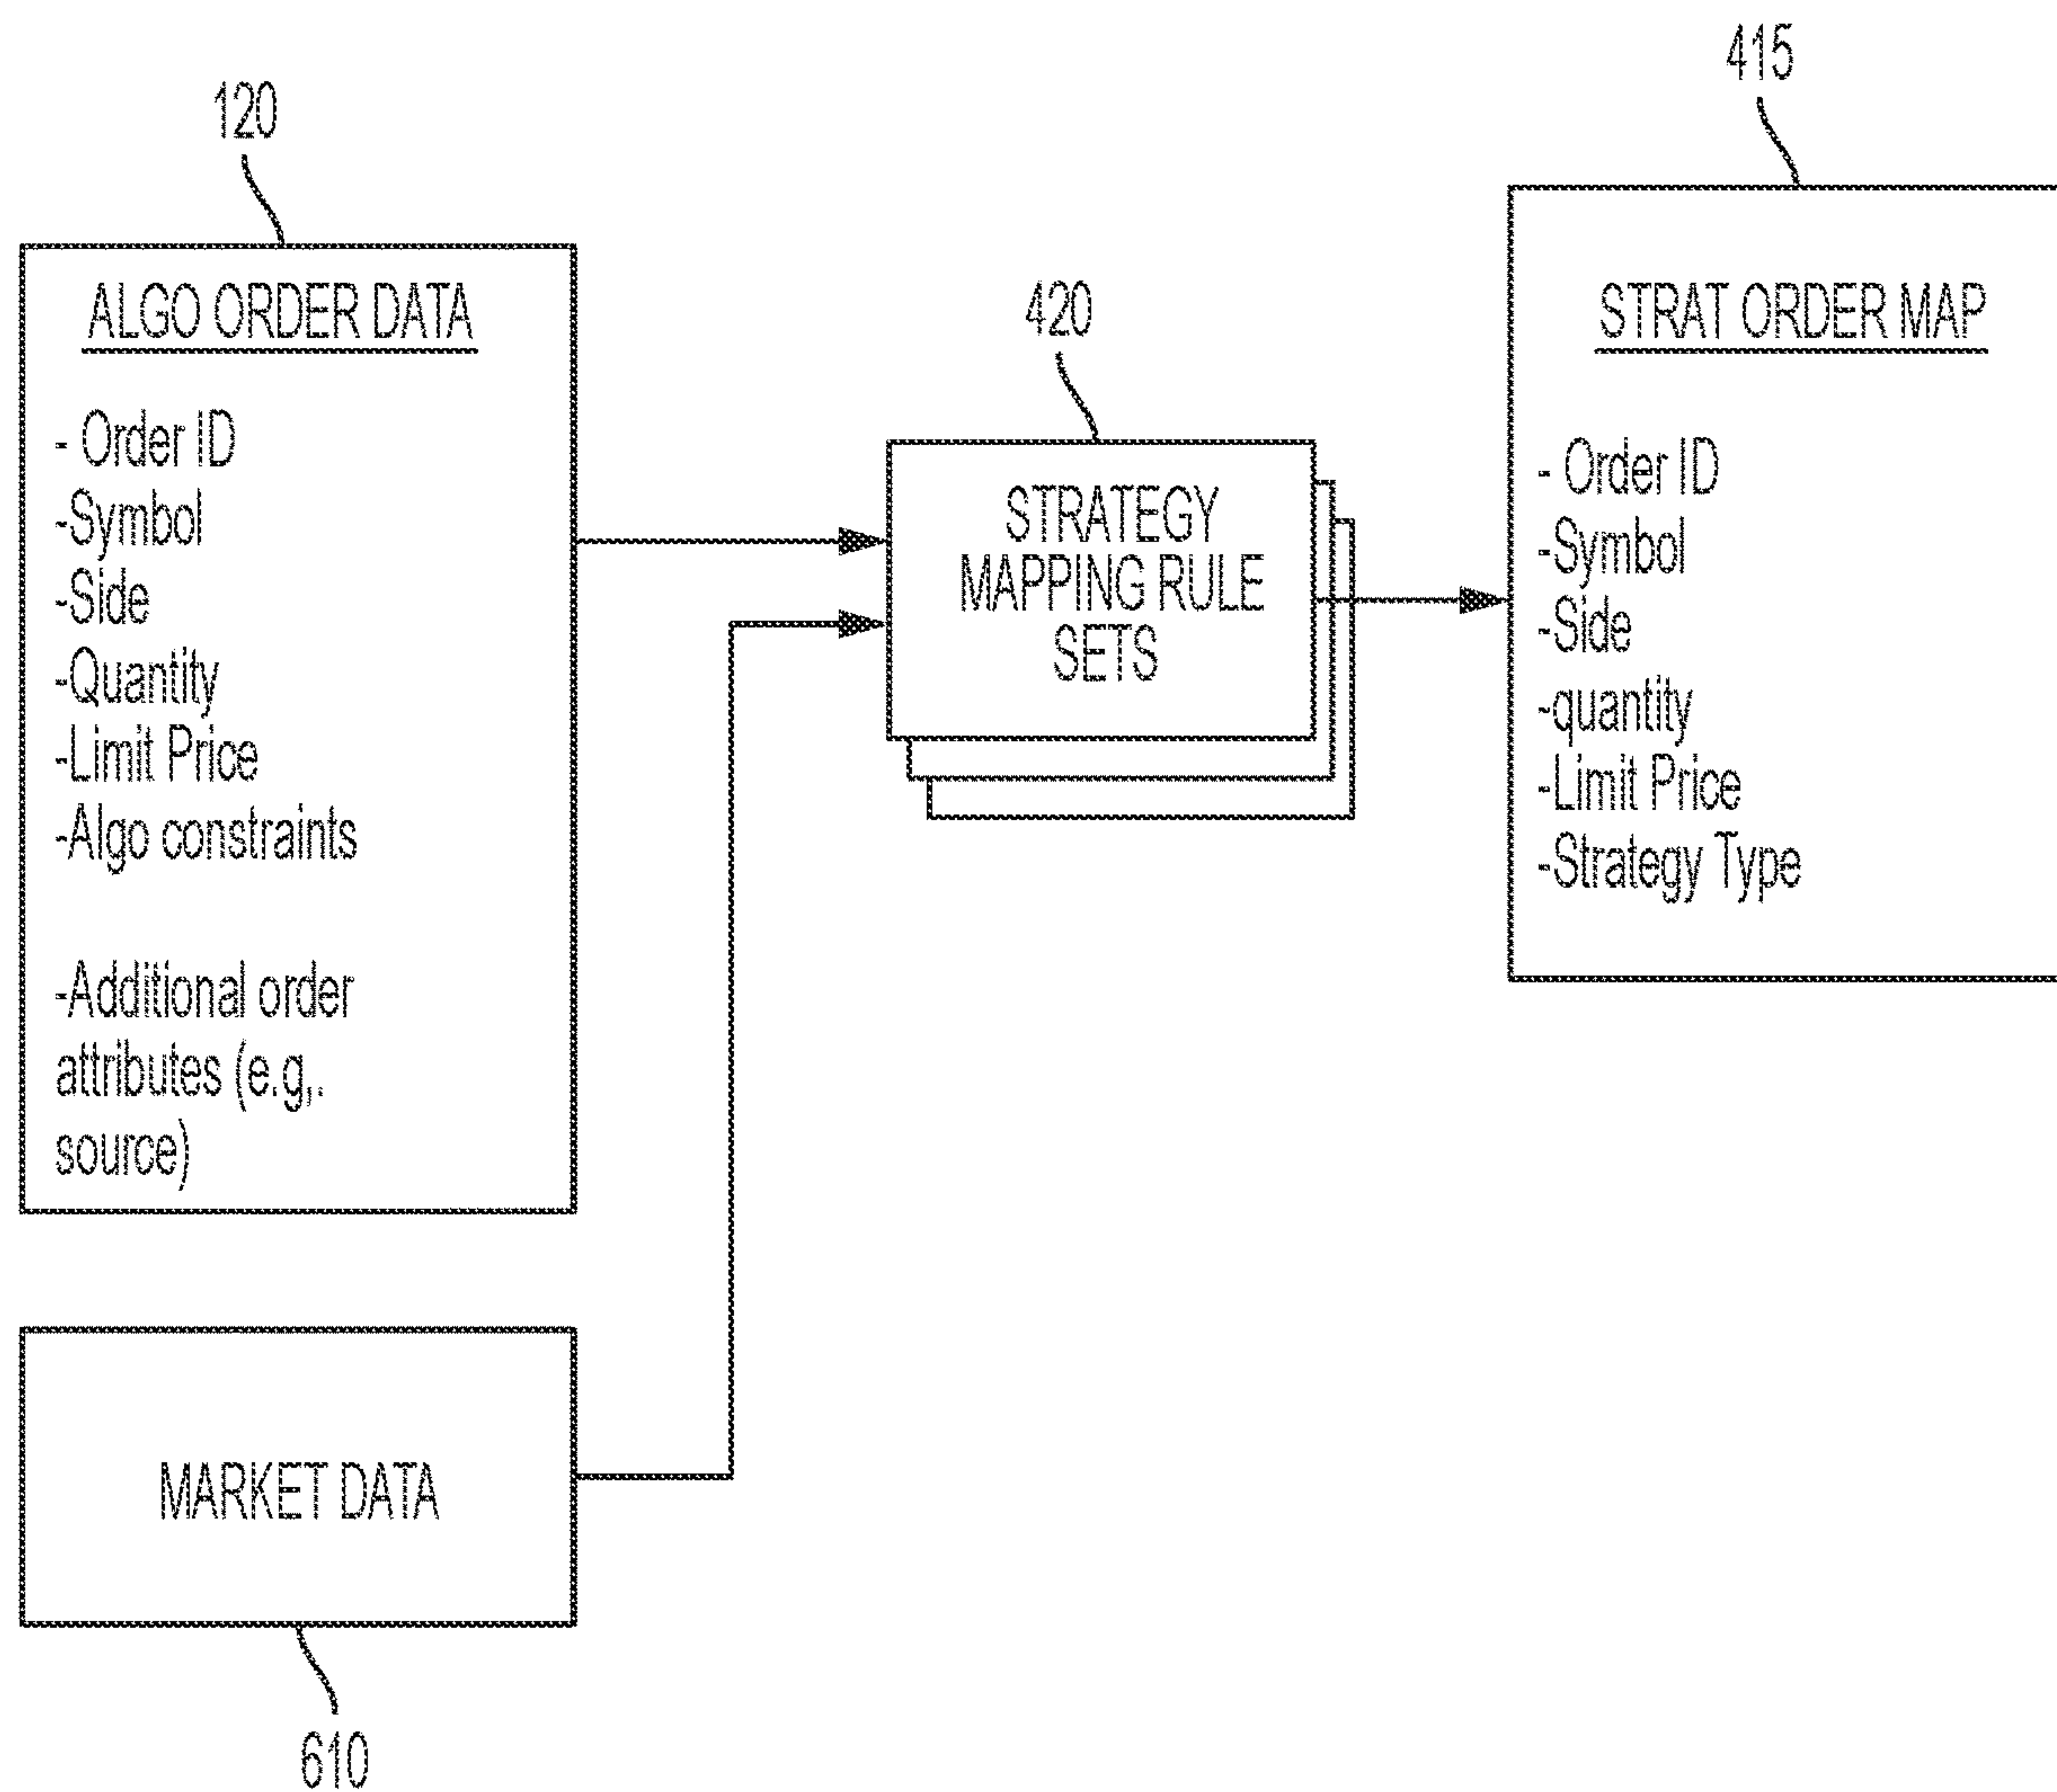 120
ALGO ORDER DATA
- Order ID
-Symbol
-Side
-Quantity
-Limit Price
-Algo constraints
-Additional order
attributes (e.g,.
source)
MARKET DATA
610
420
STRATEGY
MAPPING RULE
SETS
415
STRAT ORDER MAP
- Order ID
-Symbol
-Side
-quantity
-Limit Price
-Strategy Type